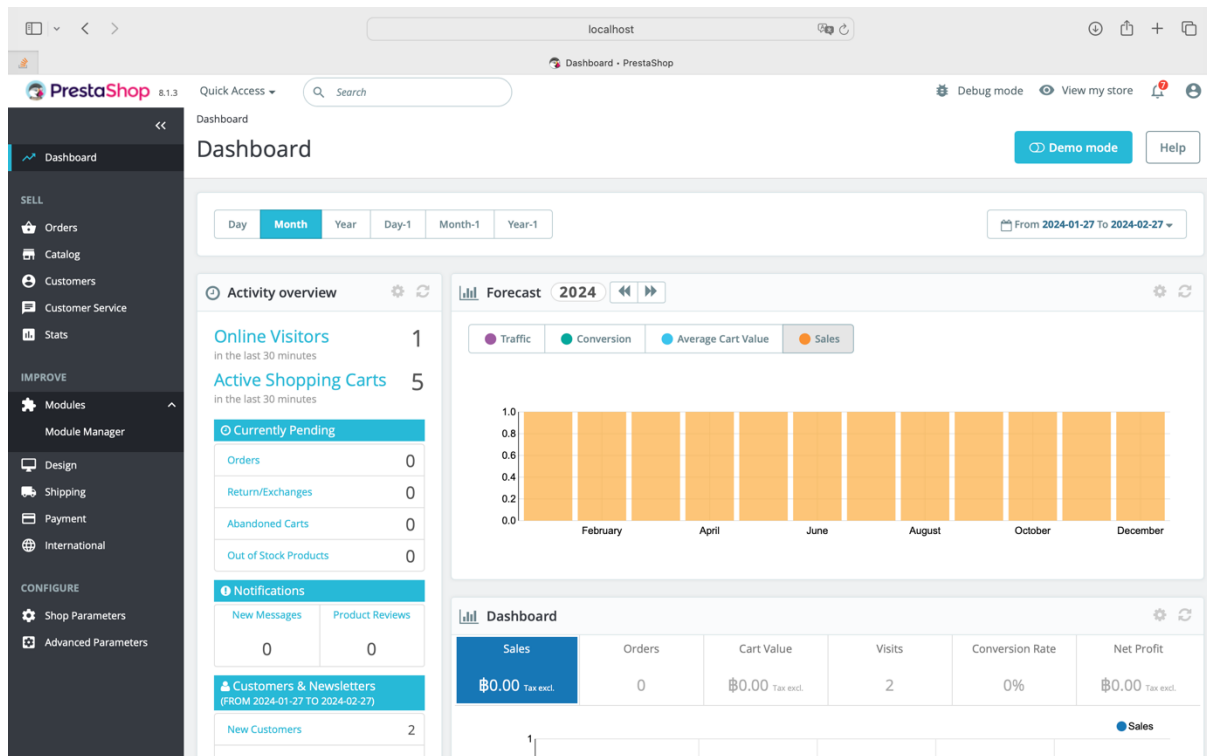 localhost
Dashboard • PrestaShop
PrestaShop 8.1.3
Quick Access
Search
Debug mode
View my store
7
Dashboard
Dashboard
Demo mode
Help
Dashboard
SELL
Orders
Catalog
Customers
Customer Service
Stats
IMPROVE
Modules
Module Manager
Design
Shipping
Payment
International
CONFIGURE
Shop Parameters
Advanced Parameters
Day Month Year Day-1 Month-1 Year-1
From 2024-01-27 To 2024-02-27
Activity overview
Online Visitors 1
in the last 30 minutes
Active Shopping Carts 5
in the last 30 minutes
Currently Pending
Orders 0
Return/Exchanges 0
Abandoned Carts 0
Out of Stock Products 0
Notifications
New Messages Product Reviews
0 0
Customers & Newsletters
(FROM 2024-01-27 TO 2024-02-27)
New Customers 2
Forecast 2024
Traffic Conversion Average Cart Value Sales
1.0
0.8
0.6
0.4
0.2
0.0
February April June August October December
Dashboard
Sales Orders Cart Value Visits Conversion Rate Net Profit
฿0.00 Tax excl. 0 ฿0.00 Tax excl. 2 0% ฿0.00 Tax excl.
Sales
1